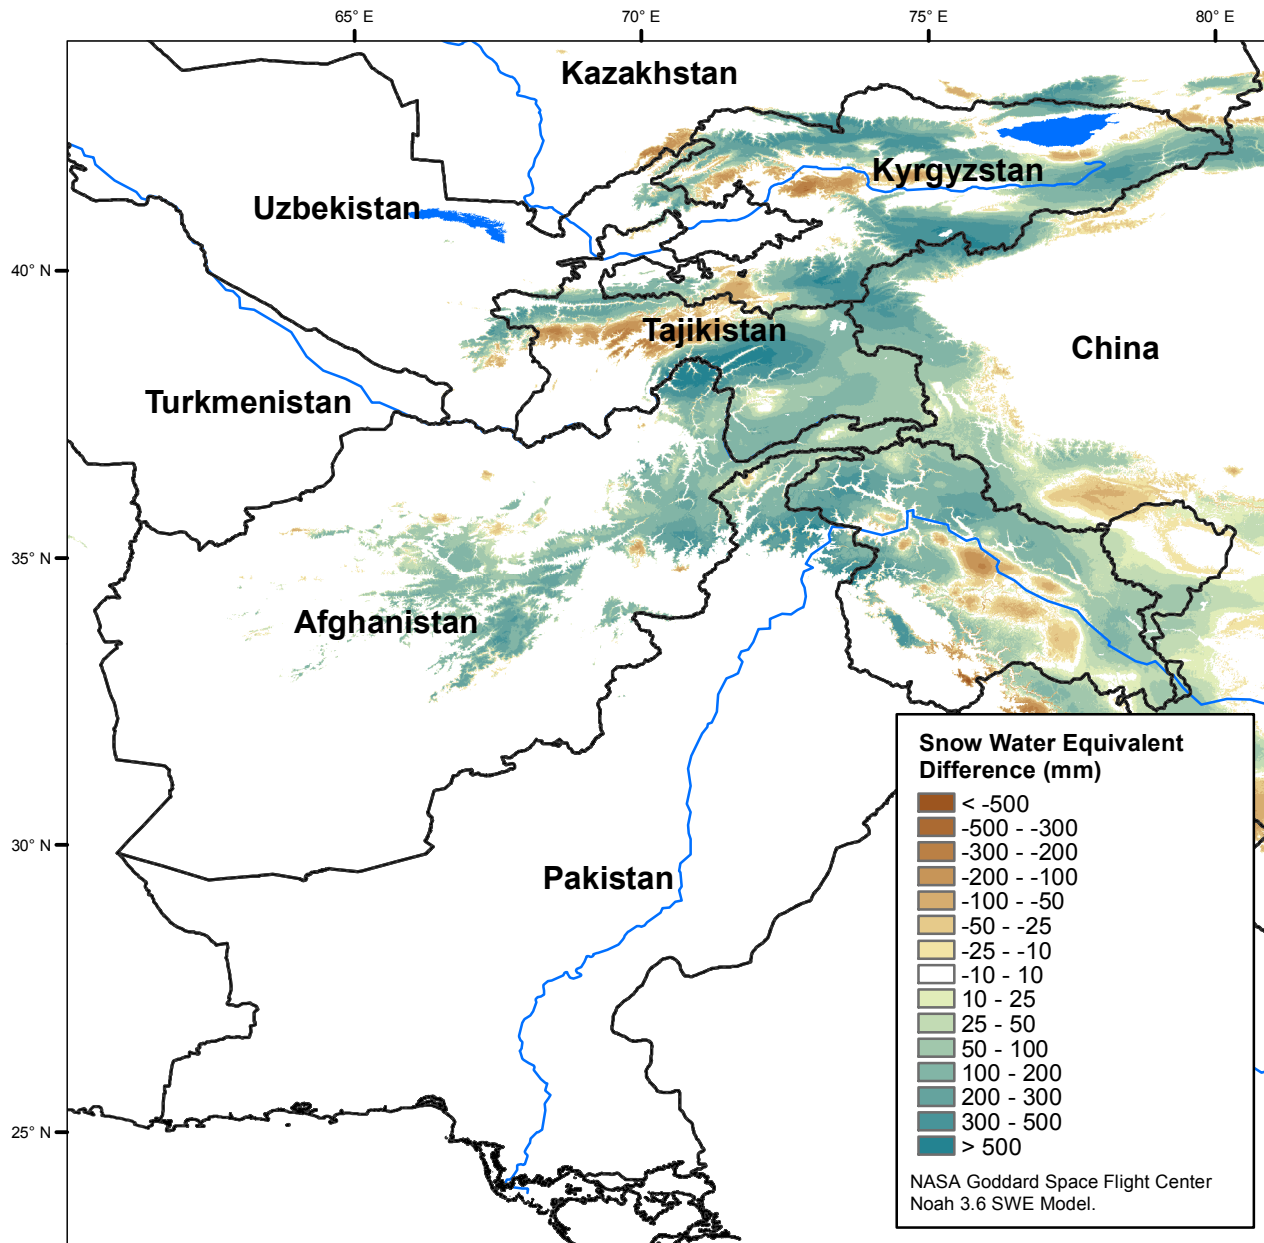 65° E
70° E
75° E
80° E
Kazakhstan
Kyrgyzstan
Uzbekistan
40° N
Tajikistan
China
Turkmenistan
35° N
Afghanistan
30° N
Pakistan
25° N
Snow Water Equivalent
Difference (mm)
< -500
-500 - -300
-300 - -200
-200 - -100
-100 - -50
-50 - -25
-25 - -10
-10 - 10
10 - 25
25 - 50
50 - 100
100 - 200
200 - 300
300 - 500
> 500
NASA Goddard Space Flight Center
Noah 3.6 SWE Model.